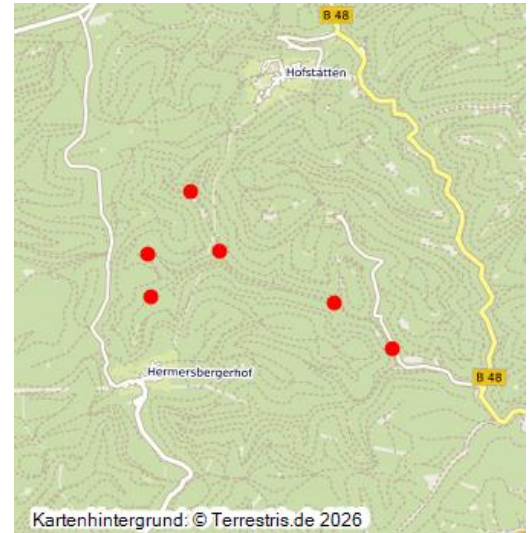 B 48
Hofstätten
Hermersbergerhof
B 48
Kartenhintergrund: © Terrestris.de 2026